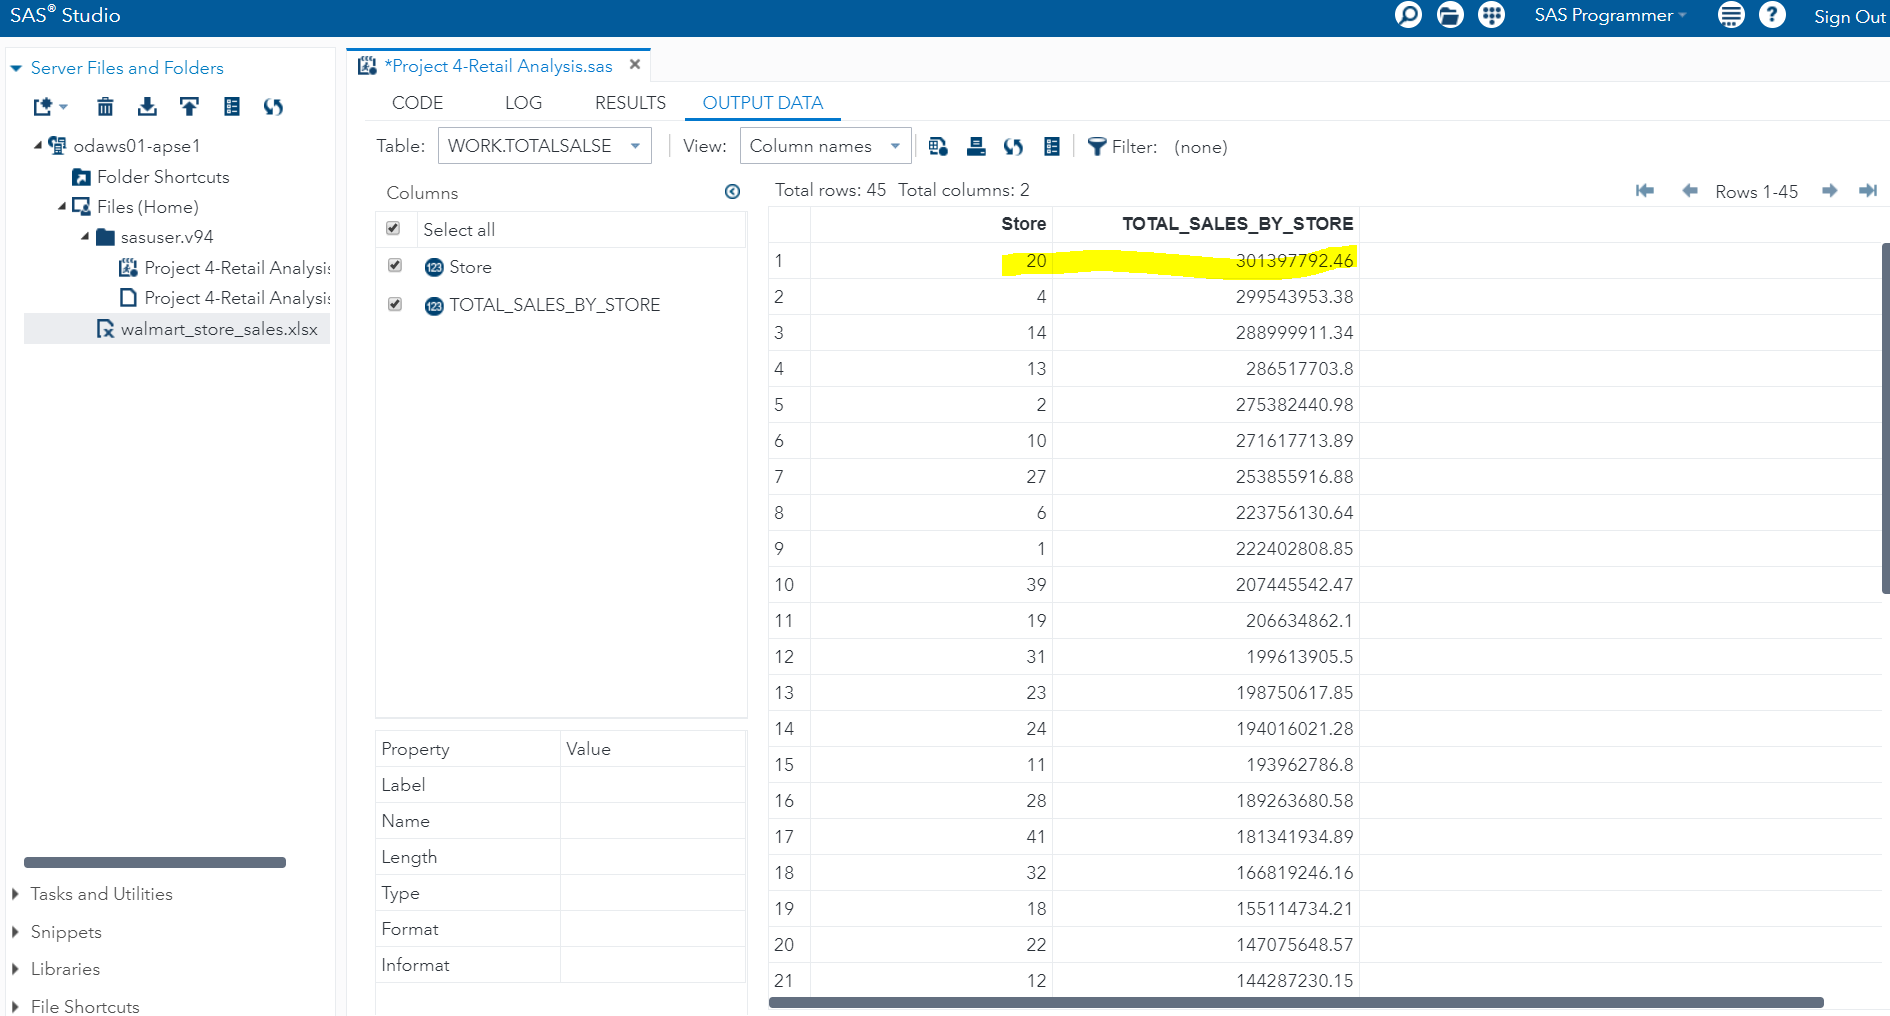 SAS® Studio
SAS Programmer
Sign Out
Server Files and Folders
odaws01-apse1
Folder Shortcuts
Files (Home)
sasuser.v94
Project 4-Retail Analysis
Project 4-Retail Analysis
walmart_store_sales.xlsx
Tasks and Utilities
Snippets
Libraries
File Shortcuts
*Project 4-Retail Analysis.sas
CODE LOG RESULTS OUTPUT DATA
Table: WORK.TOTALSALSE View: Column names Filter: (none)
Columns
Select all
123 Store
123 TOTAL_SALES_BY_STORE
Property Value
Label
Name
Length
Type
Format
Informat
Total rows: 45 Total columns: 2 Rows 1-45
Store TOTAL_SALES_BY_STORE
1 20 301397792.46
2 4 299543953.38
3 14 288999911.34
4 13 286517703.8
5 2 275382440.98
6 10 271617713.89
7 27 253855916.88
8 6 223756130.64
9 1 222402808.85
10 39 207445542.47
11 19 206634862.1
12 31 199613905.5
13 23 198750617.85
14 24 194016021.28
15 11 193962786.8
16 28 189263680.58
17 41 181341934.89
18 32 166819246.16
19 18 155114734.21
20 22 147075648.57
21 12 144287230.15